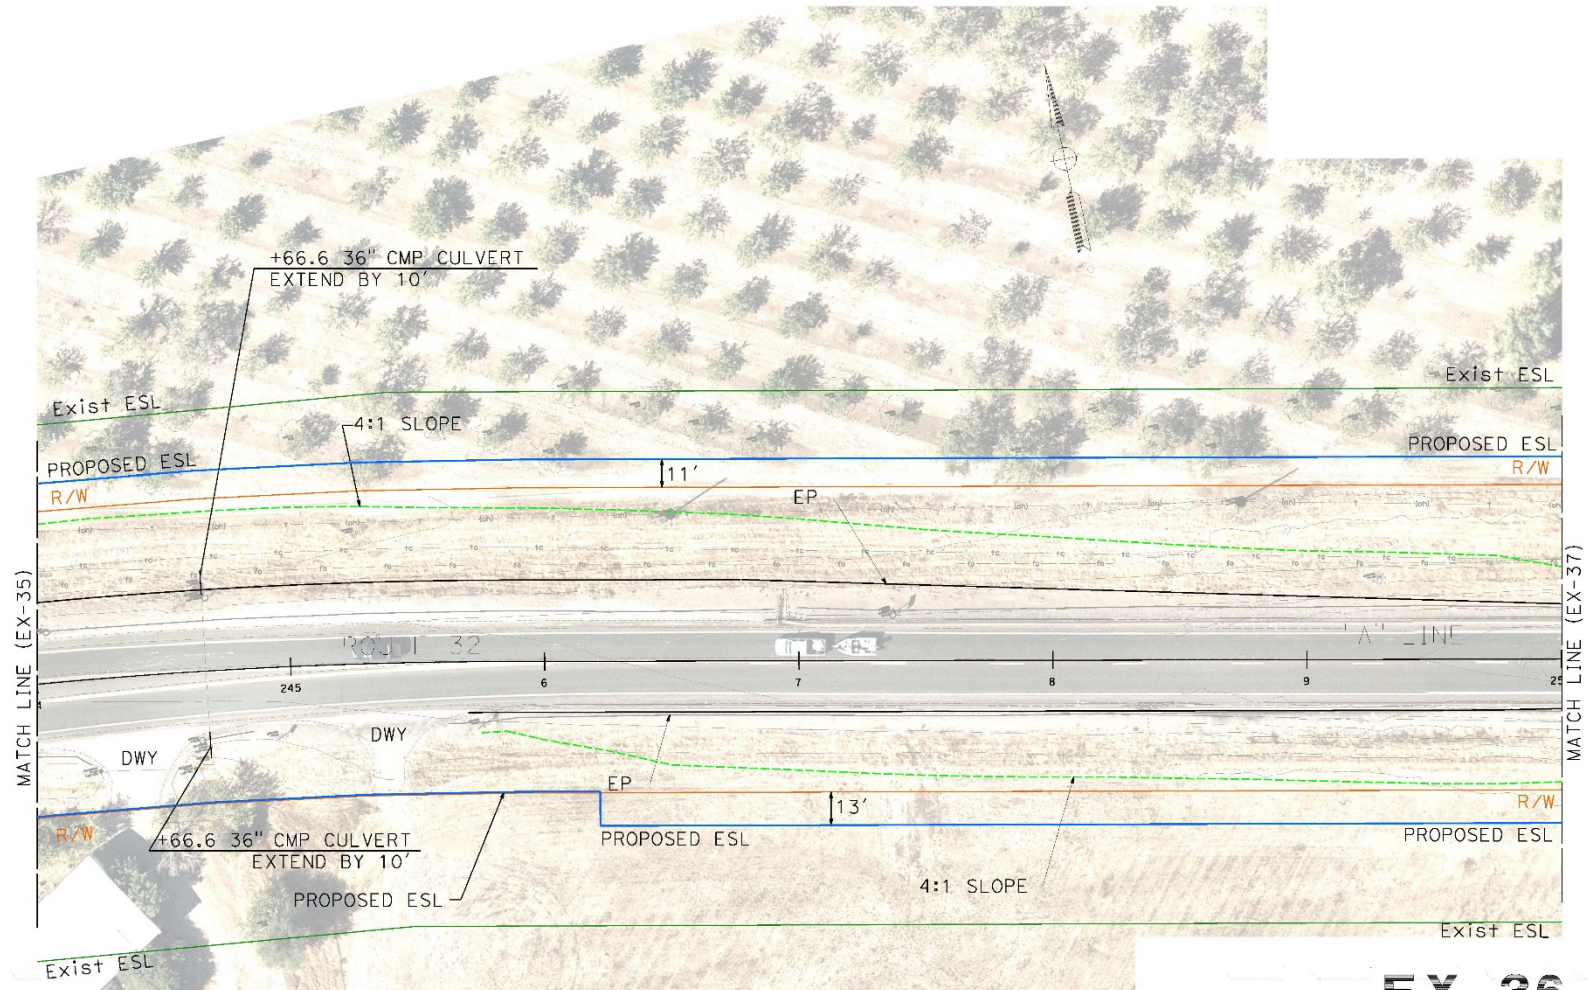 +66.6 36" CMP CULVERT
EXTEND BY 10'
Exist ESL
Exist ESL
4:1 SLOPE
PROPOSED ESL
PROPOSED ESL
R/W
R/W
11'
EP
MATCH LINE (EX-35)
MATCH LINE (EX-37)
"A" LINE
245
6
7
8
9
DWY
DWY
EP
R/W
R/W
13'
+66.6 36" CMP CULVERT
EXTEND BY 10'
PROPOSED ESL
PROPOSED ESL
PROPOSED ESL
4:1 SLOPE
Exist ESL
Exist ESL